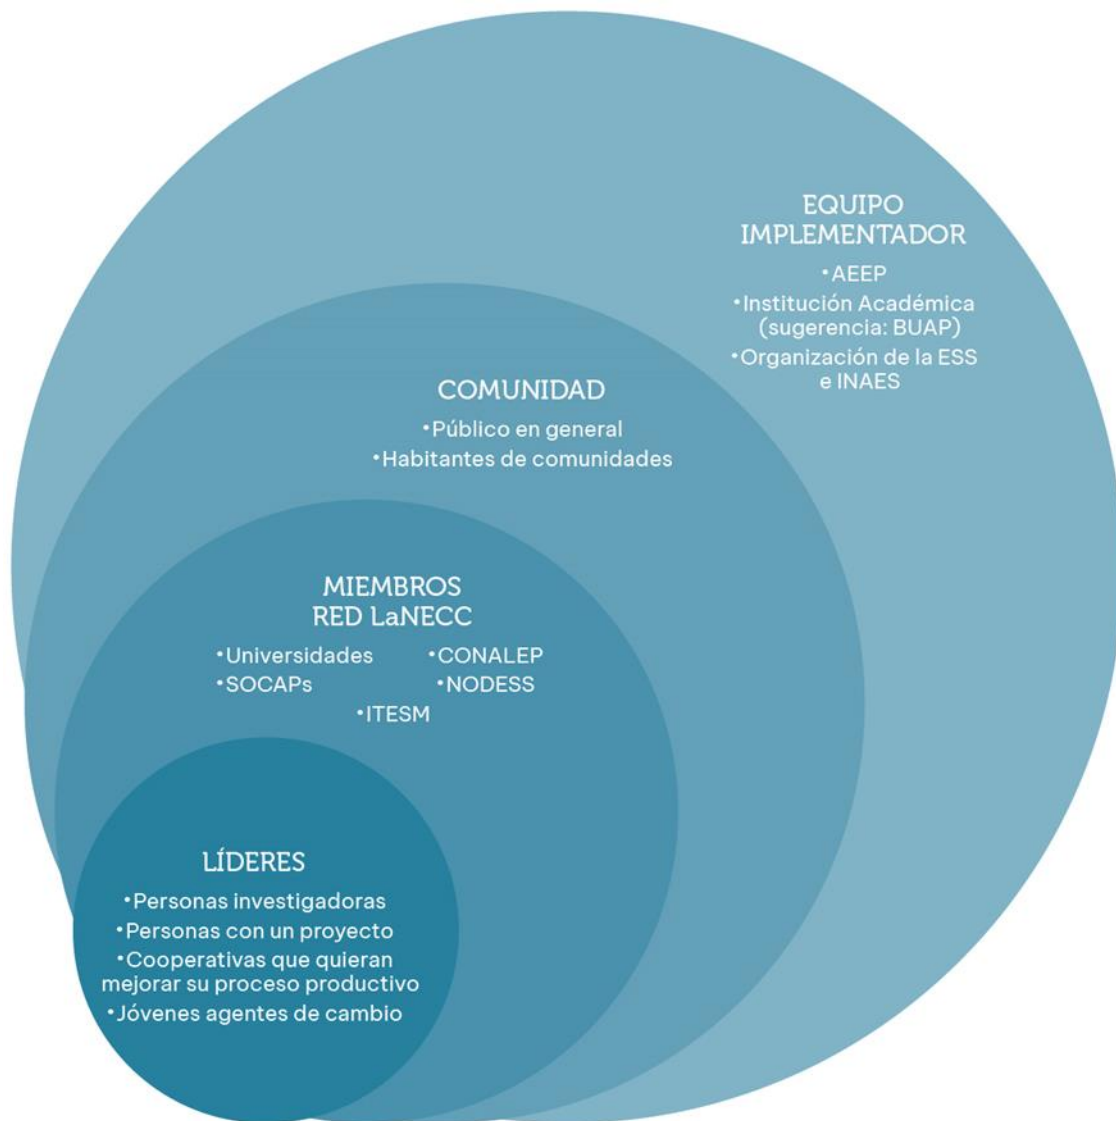 EQUIPO
IMPLEMENTADOR
•AEEP
•Institución Académica
(sugerencia: BUAP)
•Organización de la ESS
e INAES
COMUNIDAD
•Público en general
•Habitantes de comunidades
MIEMBROS
RED LaNECC
•Universidades •CONALEP
•SOCAPs •NODESS
•ITESM
LÍDERES
•Personas investigadoras
•Personas con un proyecto
•Cooperativas que quieran
mejorar su proceso productivo
•Jóvenes agentes de cambio